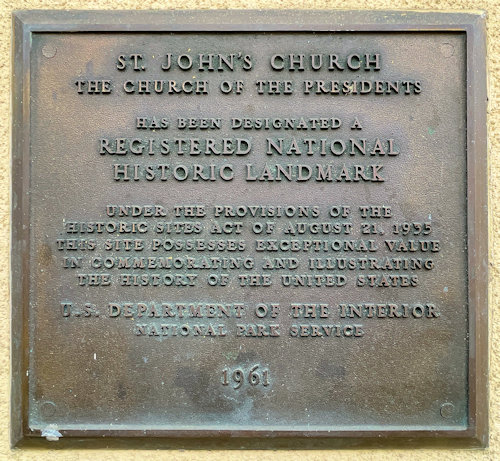 ST. JOHN'S CHURCH
THE CHURCH OF THE PRESIDENTS
HAS BEEN DESIGNATED A
REGISTERED NATIONAL
HISTORIC LANDMARK
UNDER THE PROVISIONS OF THE
HISTORIC SITES ACT OF AUGUST 21, 1935
THIS SITE POSSESSES EXCEPTIONAL VALUE
IN COMMEMORATING AND ILLUSTRATING
THE HISTORY OF THE UNITED STATES
U.S. DEPARTMENT OF THE INTERIOR
NATIONAL PARK SERVICE
1961